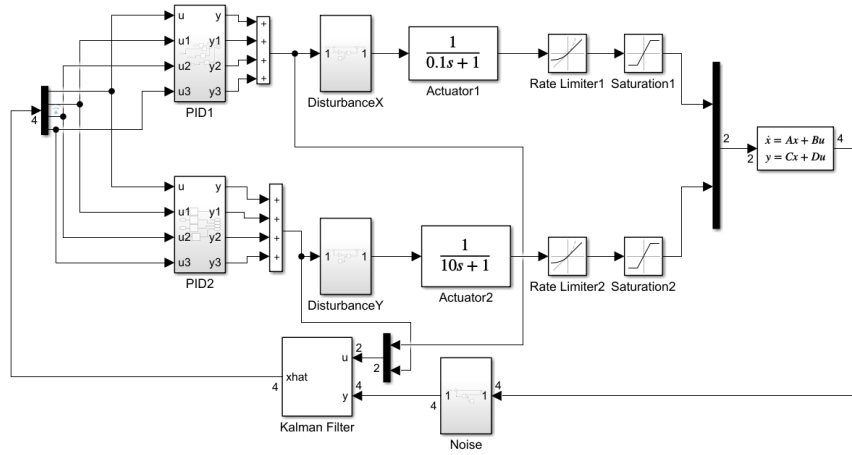 u y
u1 y1
u2 y2
u3 y3
PID1
+
+
+
+
1 1
DisturbanceX
1
0.1s + 1
Actuator1
Rate Limiter1
Saturation1
4
2
2
ẋ = Ax + Bu
y = Cx + Du
4
u y
u1 y1
u2 y2
u3 y3
PID2
+
+
+
+
1 1
DisturbanceY
1
10s + 1
Actuator2
Rate Limiter2
Saturation2
xhat
4
u
y
Kalman Filter
2
2
4
4
1 1
4
Noise